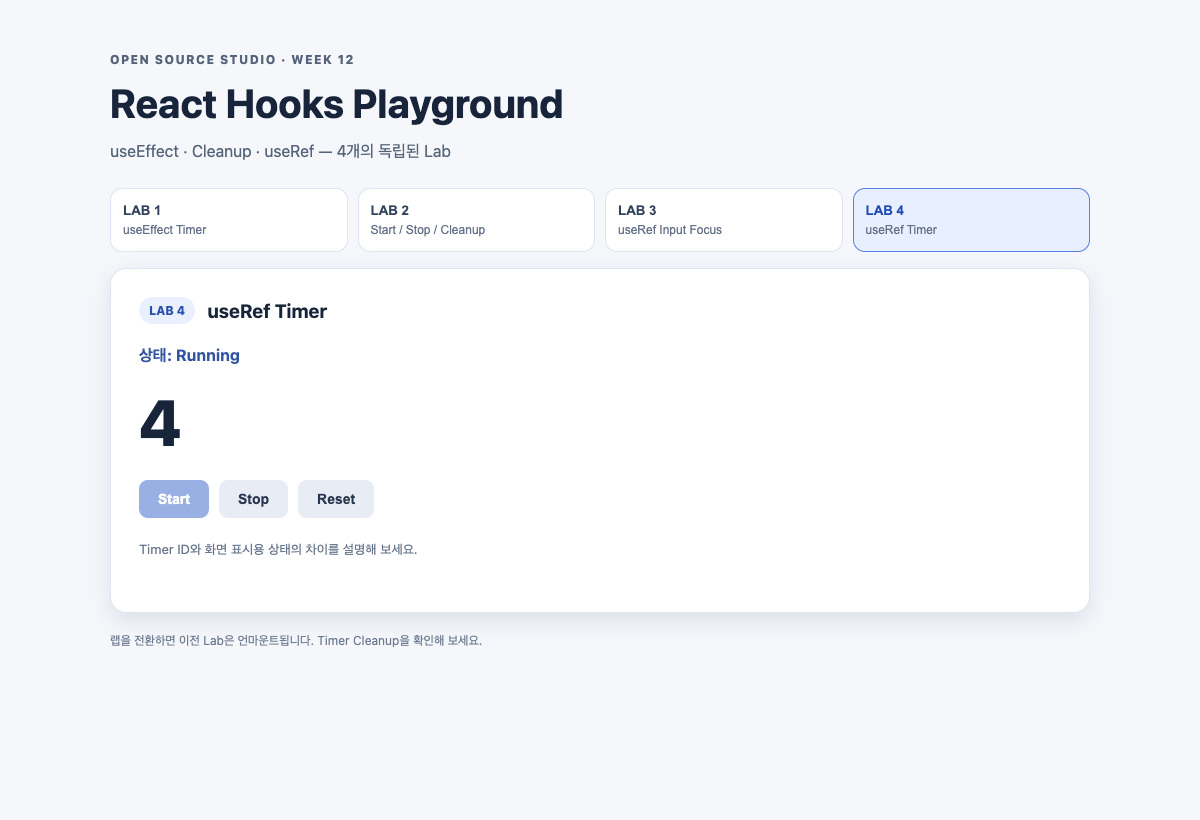 OPEN SOURCE STUDIO · WEEK 12
React Hooks Playground
useEffect · Cleanup · useRef — 4개의 독립된 Lab
LAB 1
useEffect Timer
LAB 2
Start / Stop / Cleanup
LAB 3
useRef Input Focus
LAB 4
useRef Timer
LAB 4 useRef Timer
상태: Running
4
Start Stop Reset
Timer ID와 화면 표시용 상태의 차이를 설명해 보세요.
랩을 전환하면 이전 Lab은 언마운트됩니다. Timer Cleanup을 확인해 보세요.